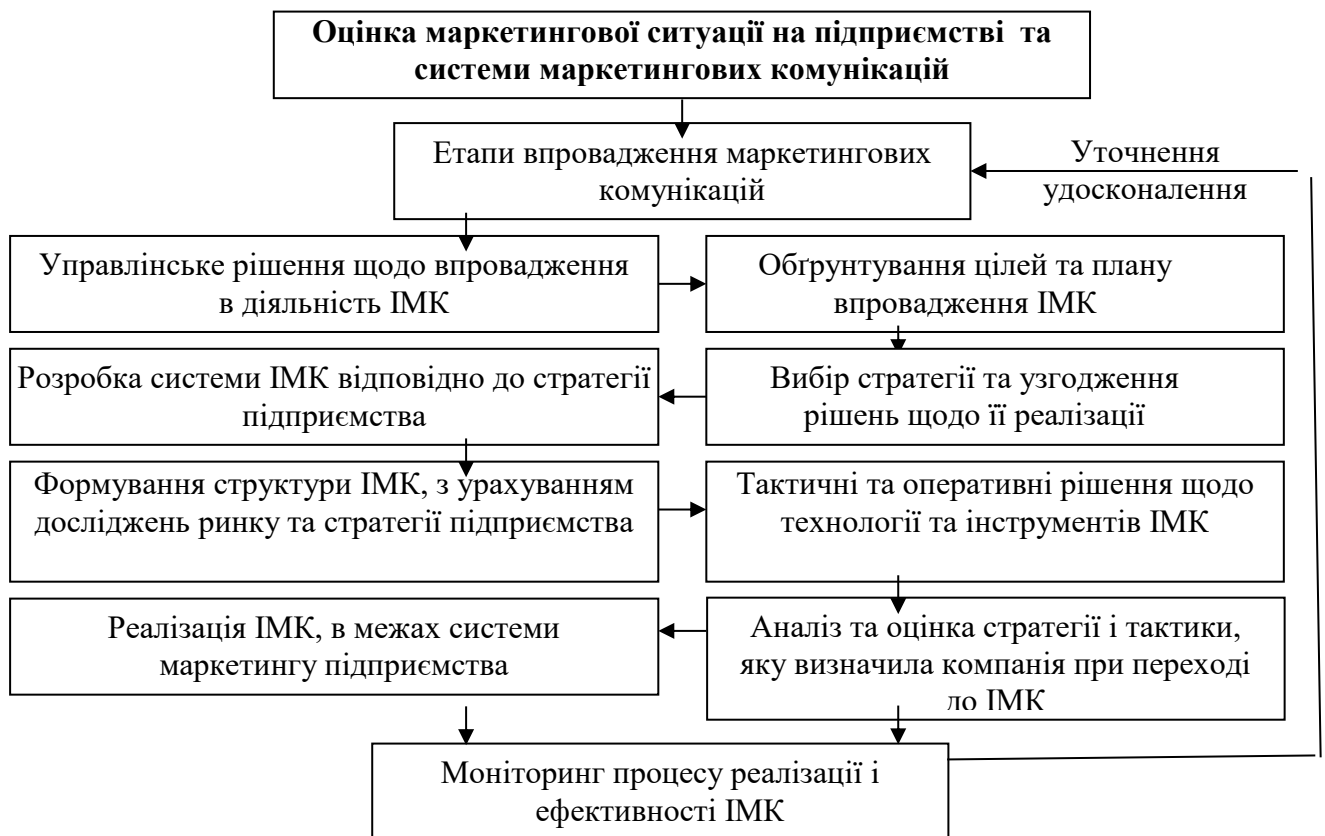 Оцінка маркетингової ситуації на підприємстві та
системи маркетингових комунікацій
Етапи впровадження маркетингових
комунікацій
Уточнення
удосконалення
Управлінське рішення щодо впровадження
в діяльність ІМК
Обґрунтування цілей та плану
впровадження ІМК
Розробка системи ІМК відповідно до стратегії
підприємства
Вибір стратегії та узгодження
рішень щодо її реалізації
Формування структури ІМК, з урахуванням
досліджень ринку та стратегії підприємства
Тактичні та оперативні рішення щодо
технології та інструментів ІМК
Реалізація ІМК, в межах системи
маркетингу підприємства
Аналіз та оцінка стратегії і тактики,
яку визначила компанія при переході
до ІМК
Моніторинг процесу реалізації і
ефективності ІМК